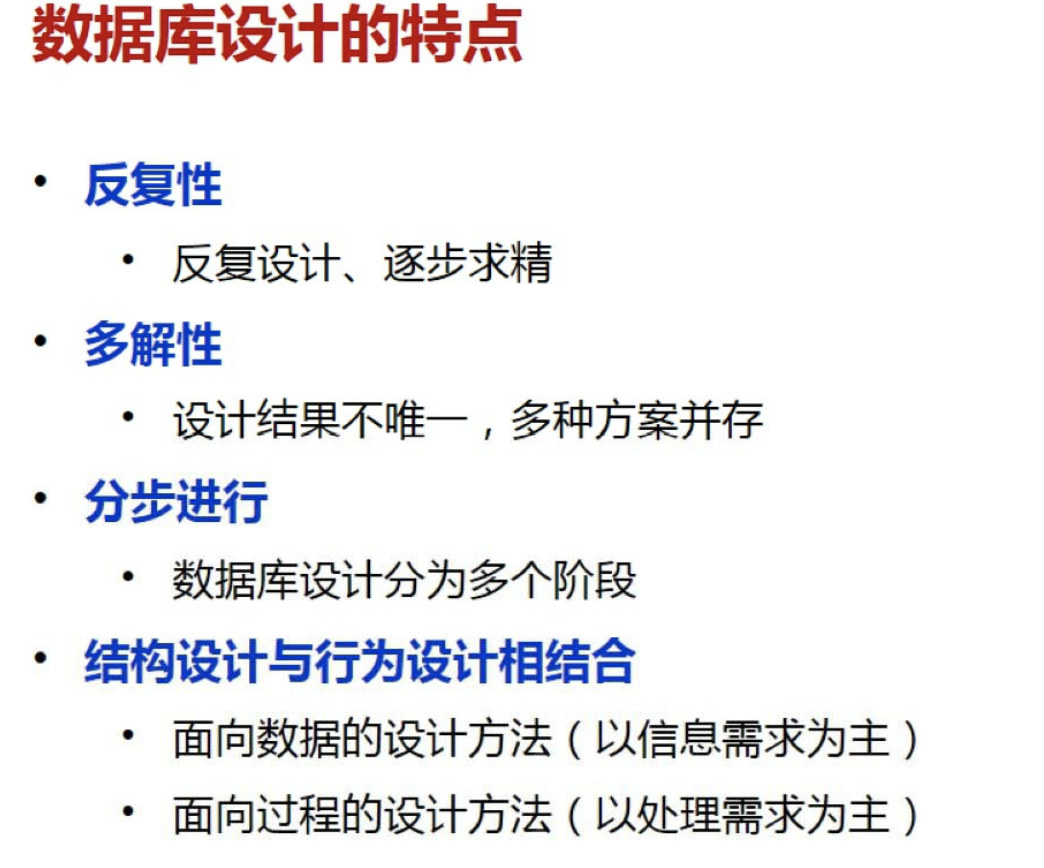 数据库设计的特点
• 反复性
• 反复设计、逐步求精
• 多解性
• 设计结果不唯一，多种方案并存
• 分步进行
• 数据库设计分为多个阶段
• 结构设计与行为设计相结合
• 面向数据的设计方法（以信息需求为主）
• 面向过程的设计方法（以处理需求为主）